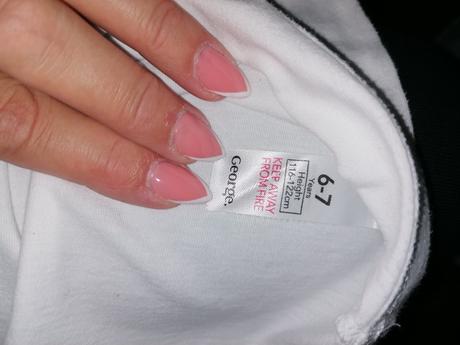 6-7
Years
Height
116-122cm
KEEP AWAY
FROM FIRE
George.